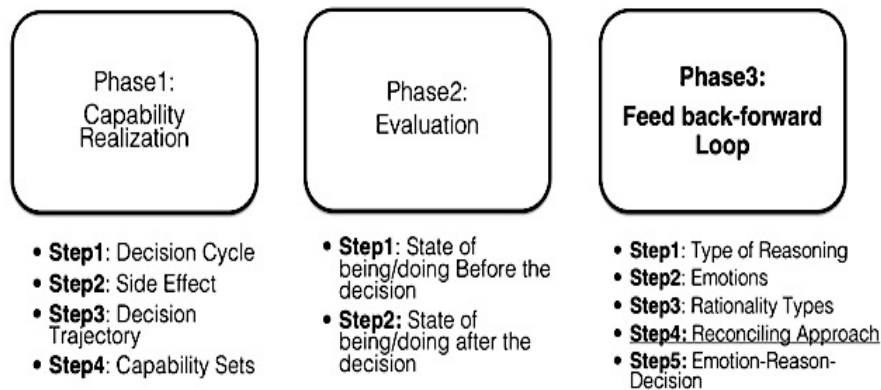 Phase1:
Capability
Realization
• Step1: Decision Cycle
• Step2: Side Effect
• Step3: Decision
Trajectory
• Step4: Capability Sets
Phase2:
Evaluation
• Step1: State of
being/doing Before the
decision
• Step2: State of
being/doing after the
decision
Phase3:
Feed back-forward
Loop
• Step1: Type of Reasoning
• Step2: Emotions
• Step3: Rationality Types
• Step4: Reconciling Approach
• Step5: Emotion-Reason-
Decision